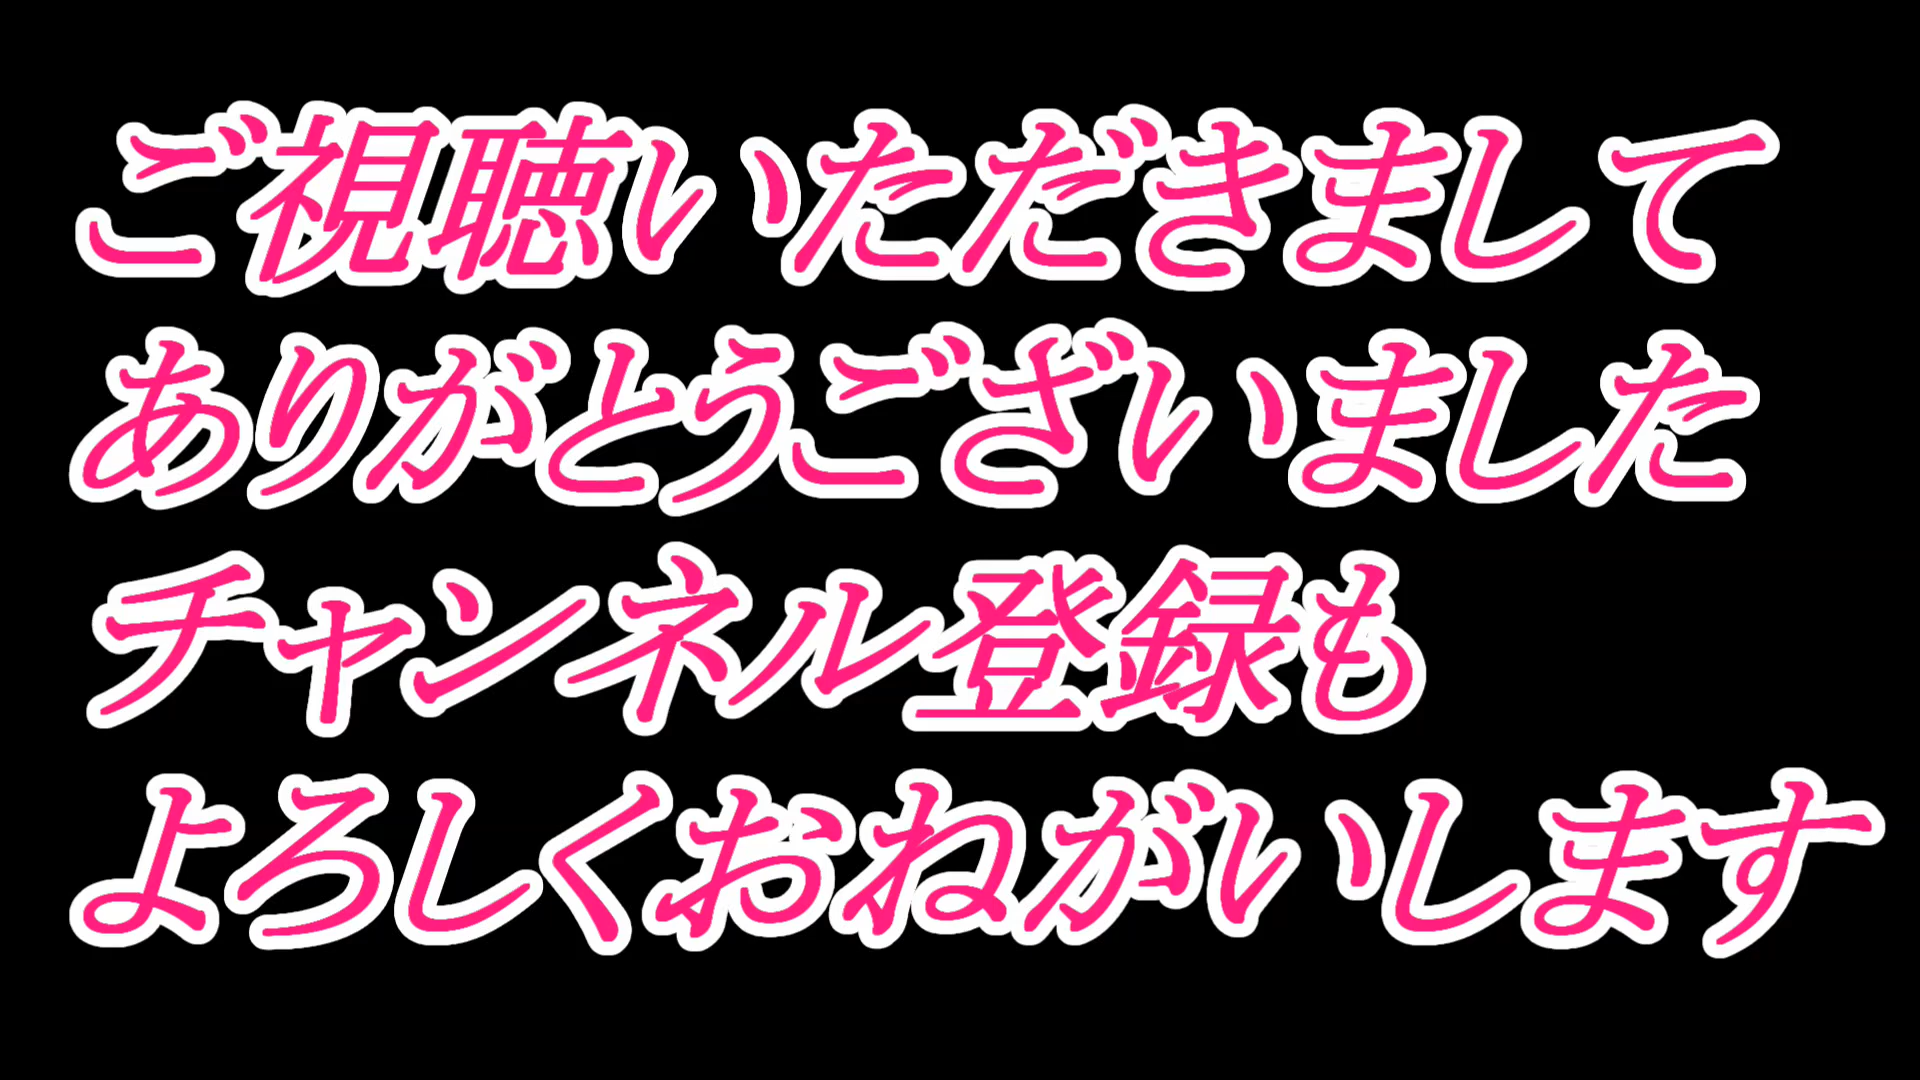 ご視聴いただきまして
ありがとうございました
チャンネル登録も
よろしくおねがいします